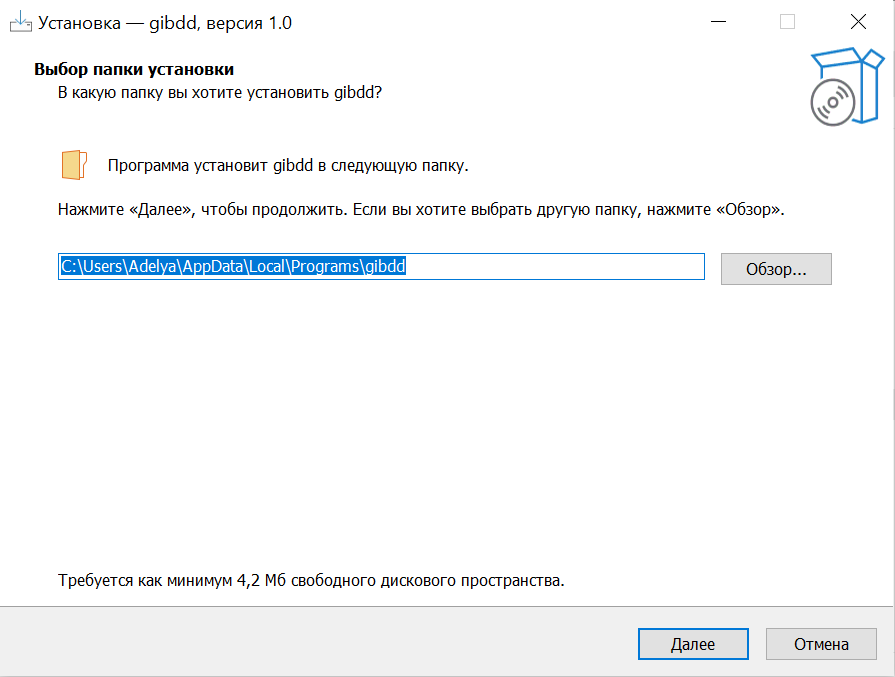 Установка — gibdd, версия 1.0
Выбор папки установки
В какую папку вы хотите установить gibdd?
Программа установит gibdd в следующую папку.
Нажмите «Далее», чтобы продолжить. Если вы хотите выбрать другую папку, нажмите «Обзор».
C:\Users\Adelya\AppData\Local\Programs\gibdd
Обзор...
Требуется как минимум 4,2 Мб свободного дискового пространства.
Далее
Отмена